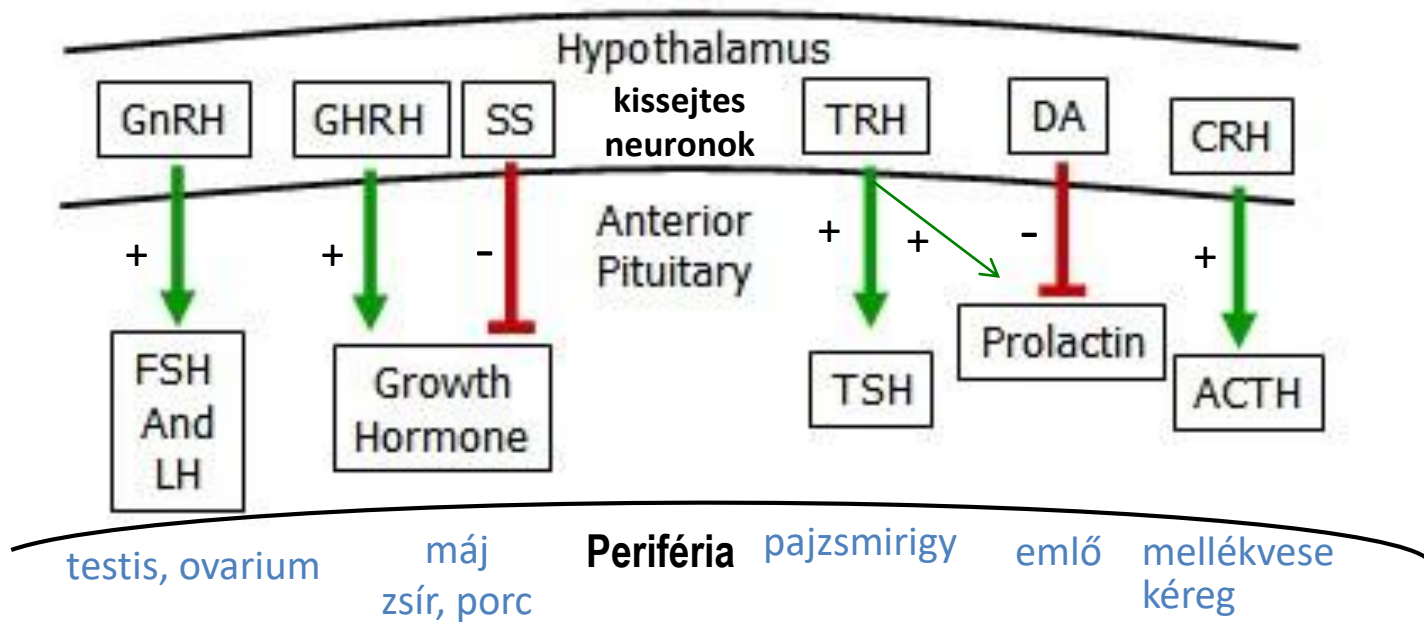 Hypothalamus
kissejtes
neuronok
GnRH
GHRH
SS
TRH
DA
CRH
Anterior
Pituitary
+
+
-
+
+
-
+
FSH
And
LH
Growth
Hormone
TSH
Prolactin
ACTH
Periféria
testis, ovarium
máj
zsír, porc
pajzsmirigy
emlő
mellékvese
kéreg